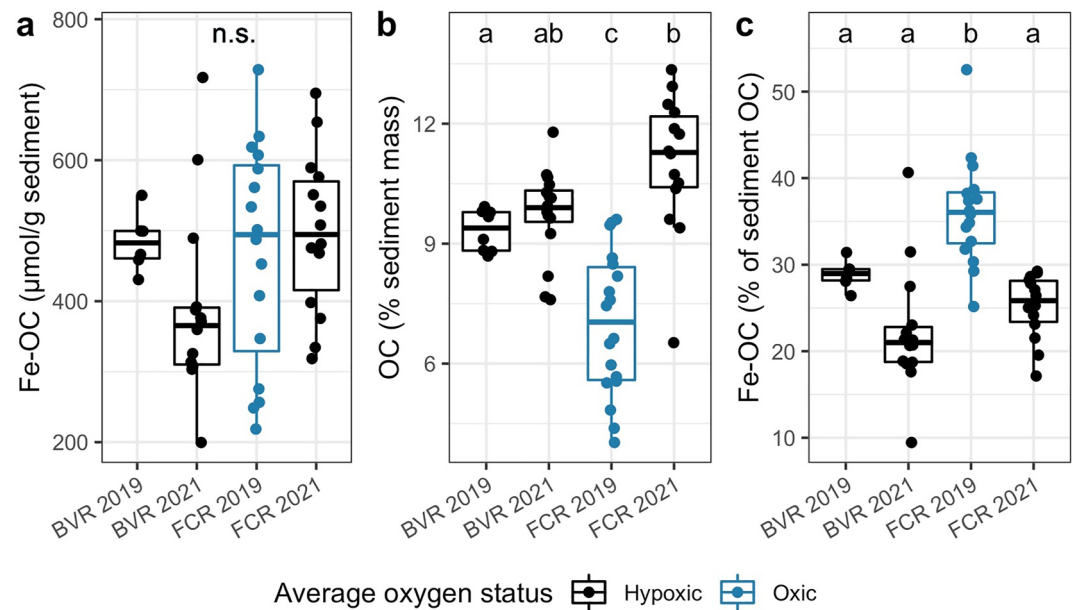 a
n.s.
Fe-OC (μmol/g sediment)
800
600
400
200
BVR 2019
BVR 2021
FCR 2019
FCR 2021
b
a ab c b
OC (% sediment mass)
12
9
6
BVR 2019
BVR 2021
FCR 2019
FCR 2021
c
a a b a
Fe-OC (% of sediment OC)
50
40
30
20
10
BVR 2019
BVR 2021
FCR 2019
FCR 2021
Average oxygen status Hypoxic Oxic